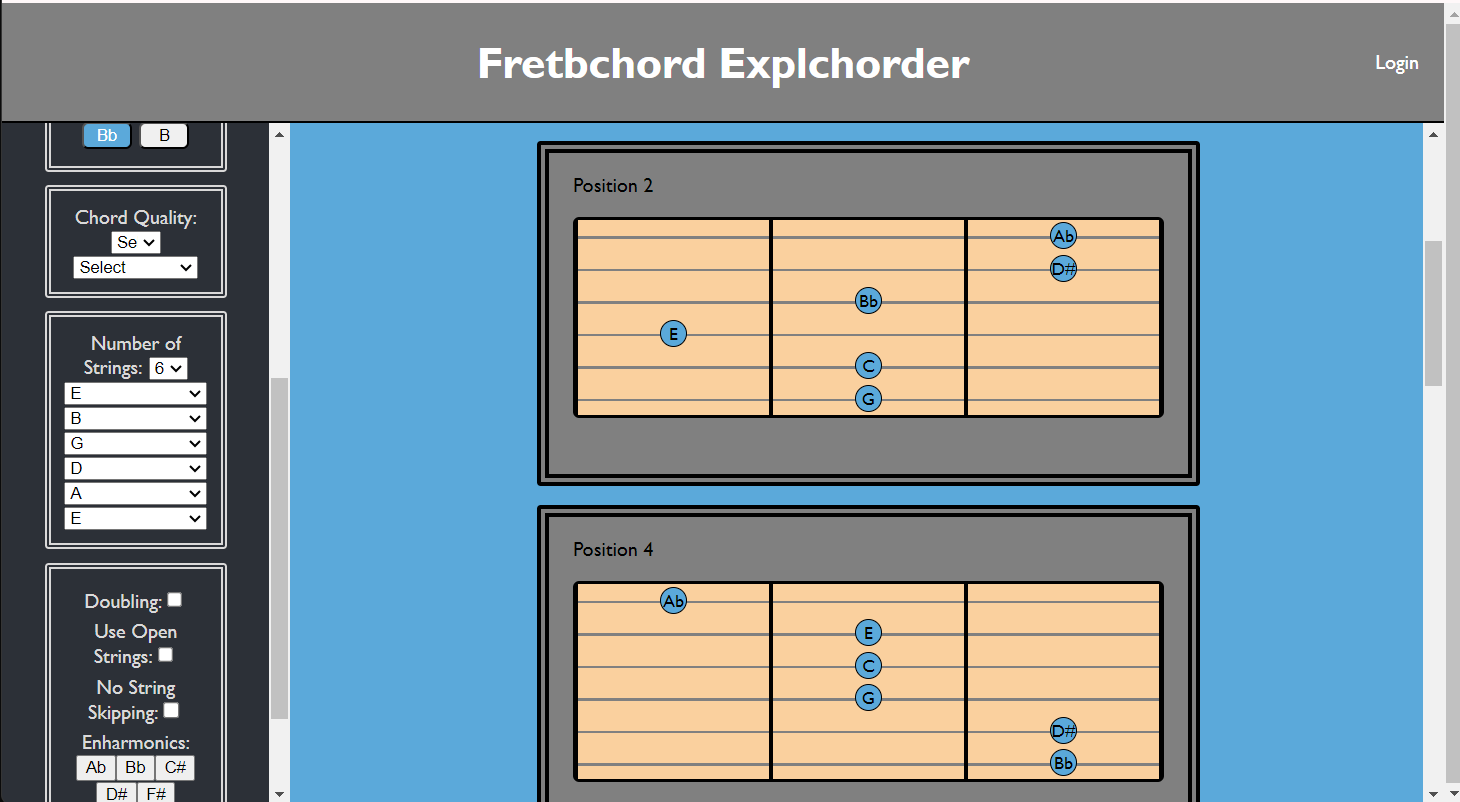 Fretbchord Explchorder
Login
Bb B
Chord Quality:
Se
Select
Number of
Strings: 6
E
B
G
D
A
E
Doubling:
Use Open
Strings:
No String
Skipping:
Enharmonics:
Ab Bb C#
D# F#
Position 2
Ab
D#
Bb
E
C
G
Position 4
Ab
E
C
G
D#
Bb